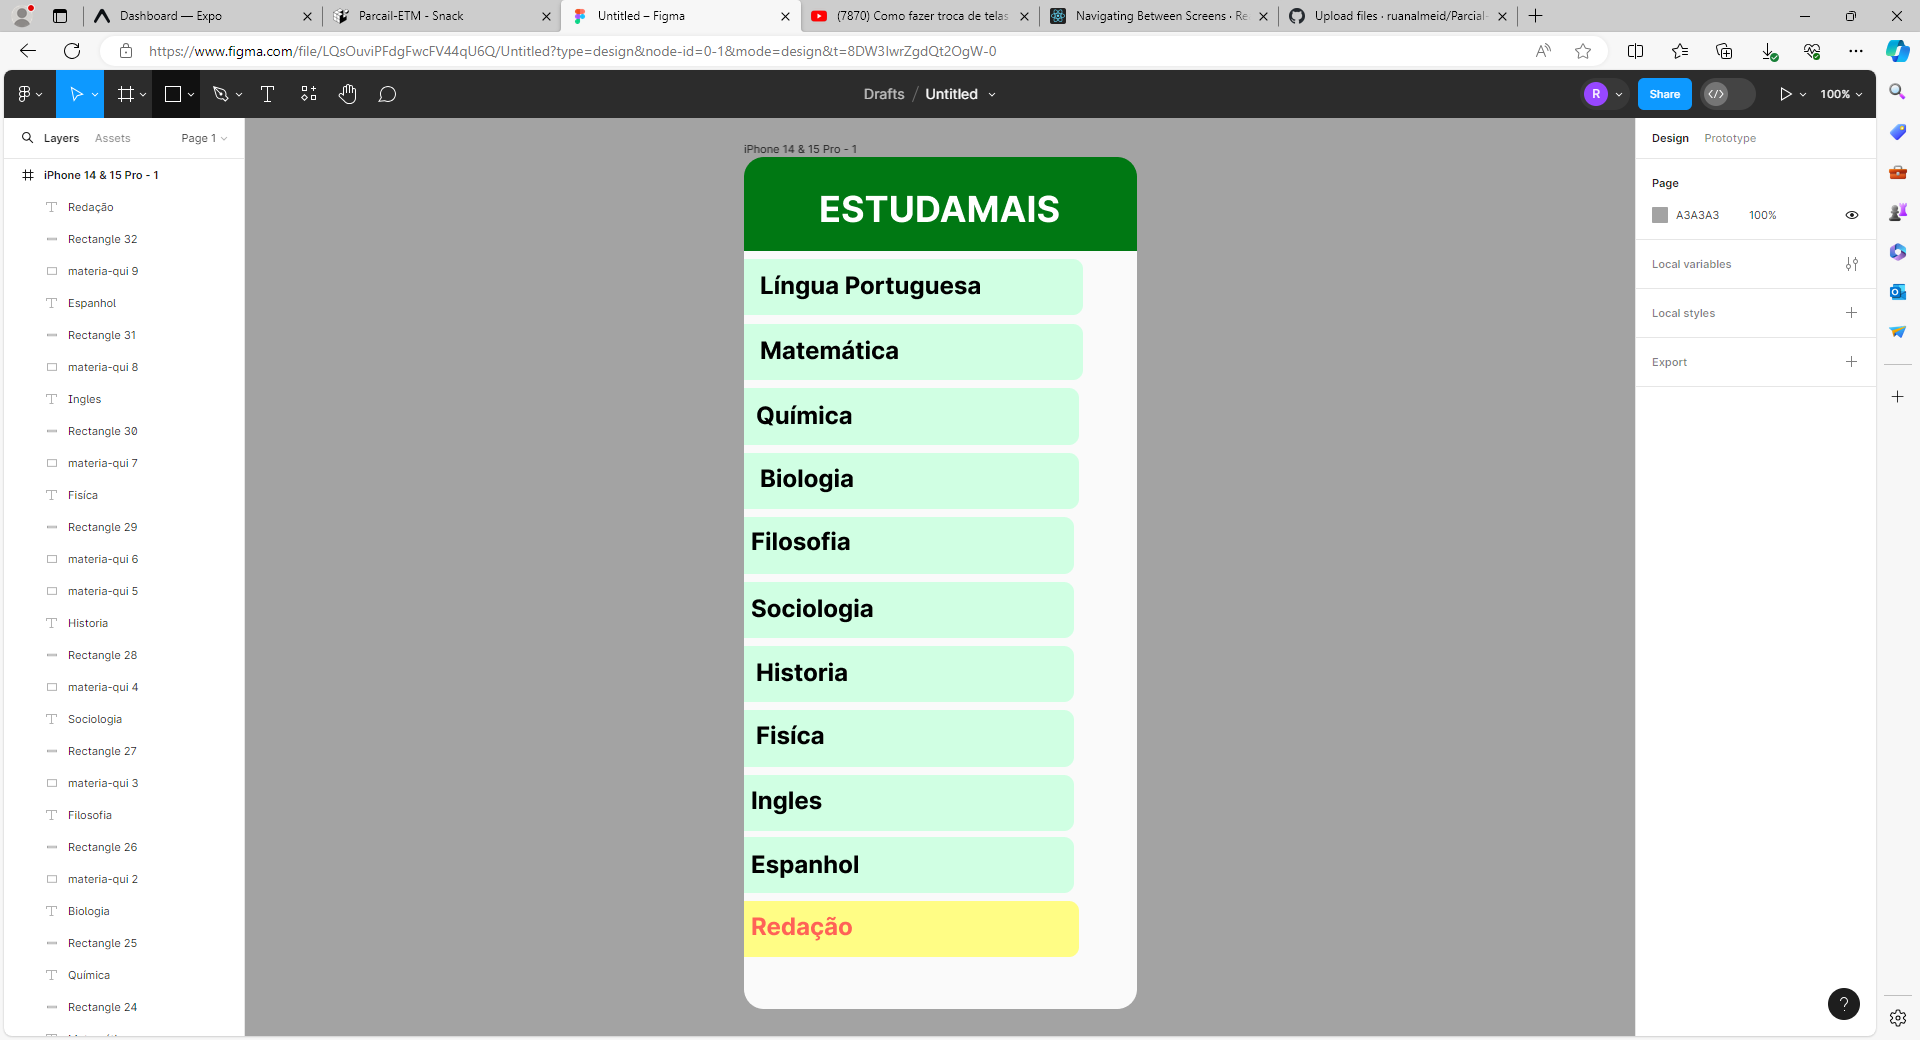 Dashboard — Expo
Parcail-ETM - Snack
Untitled – Figma
(7870) Como fazer troca de telas
Navigating Between Screens · Re
Upload files · ruanalmeid/Parcial-
https://www.figma.com/file/LQsOuviPFdgFwcFV44qU6Q/Untitled?type=design&node-id=0-1&mode=design&t=8DW3IwrZgdQt2OgW-0
Drafts / Untitled
R
Share
100%
Layers
Assets
Page 1
iPhone 14 & 15 Pro - 1
Redação
Rectangle 32
materia-qui 9
Espanhol
Rectangle 31
materia-qui 8
Ingles
Rectangle 30
materia-qui 7
Fisíca
Rectangle 29
materia-qui 6
materia-qui 5
Historia
Rectangle 28
materia-qui 4
Sociologia
Rectangle 27
materia-qui 3
Filosofia
Rectangle 26
materia-qui 2
Biologia
Rectangle 25
Química
Rectangle 24
iPhone 14 & 15 Pro - 1
ESTUDAMAIS
Língua Portuguesa
Matemática
Química
Biologia
Filosofia
Sociologia
Historia
Fisíca
Ingles
Espanhol
Redação
Design
Prototype
Page
A3A3A3
100%
Local variables
Local styles
Export
?